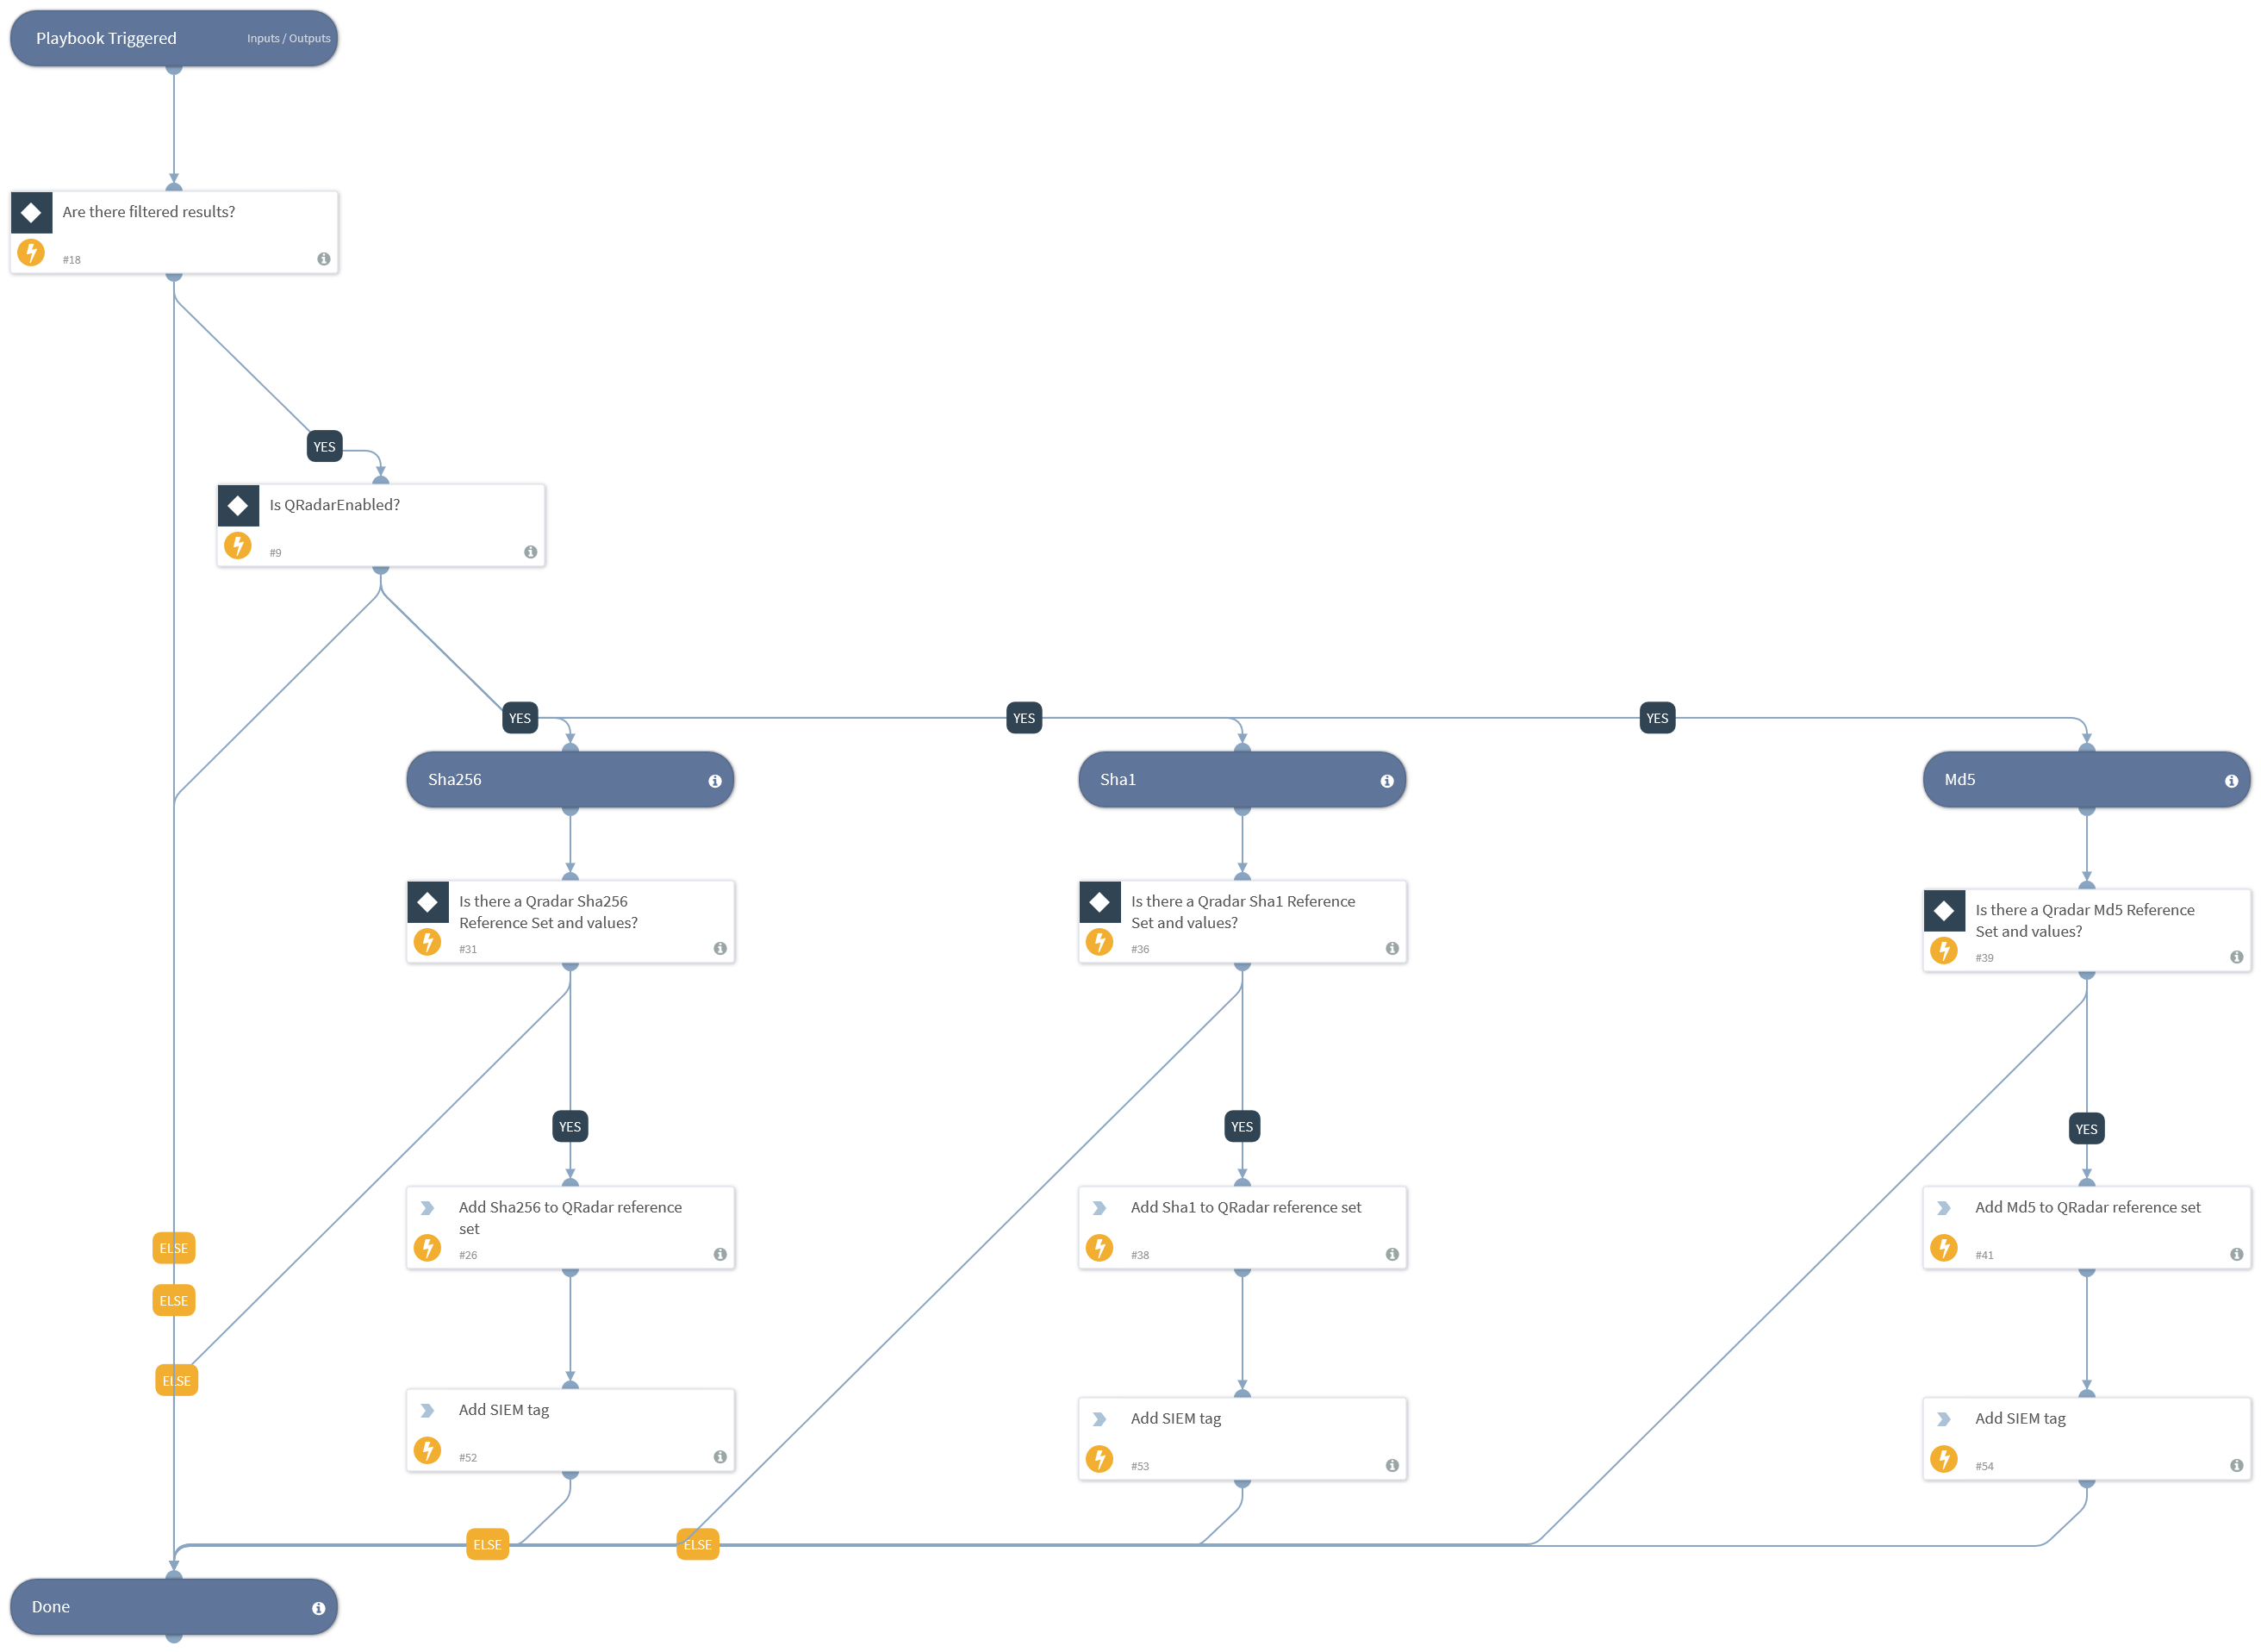 Playbook Triggered
Inputs / Outputs
Are there filtered results?
#18
YES
Is QRadarEnabled?
#9
YES
YES
YES
Sha256
Sha1
Md5
Is there a Qradar Sha256
Reference Set and values?
#31
Is there a Qradar Sha1 Reference
Set and values?
#36
Is there a Qradar Md5 Reference
Set and values?
#39
YES
YES
YES
Add Sha256 to QRadar reference
set
#26
Add Sha1 to QRadar reference set
#38
Add Md5 to QRadar reference set
#41
ELSE
ELSE
ELSE
Add SIEM tag
#52
Add SIEM tag
#53
Add SIEM tag
#54
ELSE
ELSE
Done